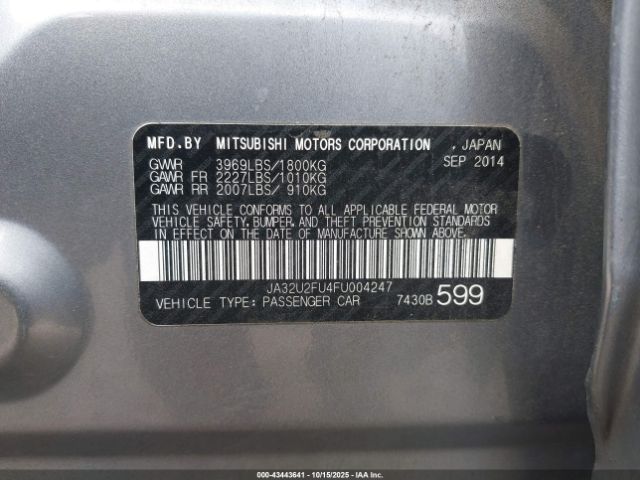 MFD.BY MITSUBISHI MOTORS CORPORATION , JAPAN
GVWR 3969LBS/1800KG SEP 2014
GAWR FR 2227LBS/1010KG
GAWR RR 2007LBS/ 910KG
THIS VEHICLE CONFORMS TO ALL APPLICABLE FEDERAL MOTOR
VEHICLE SAFETY, BUMPER, AND THEFT PREVENTION STANDARDS
IN EFFECT ON THE DATE OF MANUFACTURE SHOWN ABOVE.
JA32U2FU4FU004247
VEHICLE TYPE: PASSENGER CAR 7430B 599
000-43443641 - 10/15/2025 - IAAI.CA